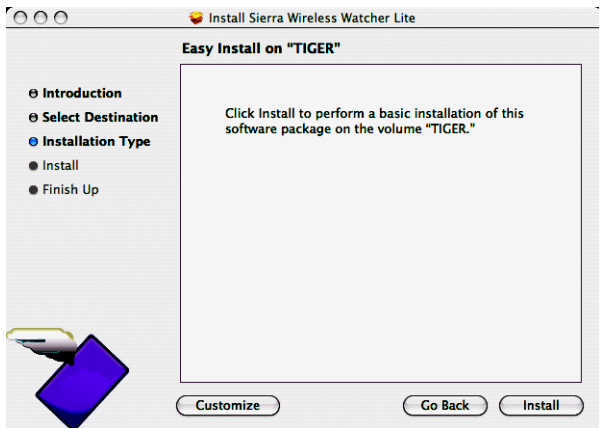 Install Sierra Wireless Watcher Lite
Easy Install on “TIGER”
Introduction
Select Destination
Installation Type
Install
Finish Up
Click Install to perform a basic installation of this
software package on the volume “TIGER.”
Customize
Go Back
Install